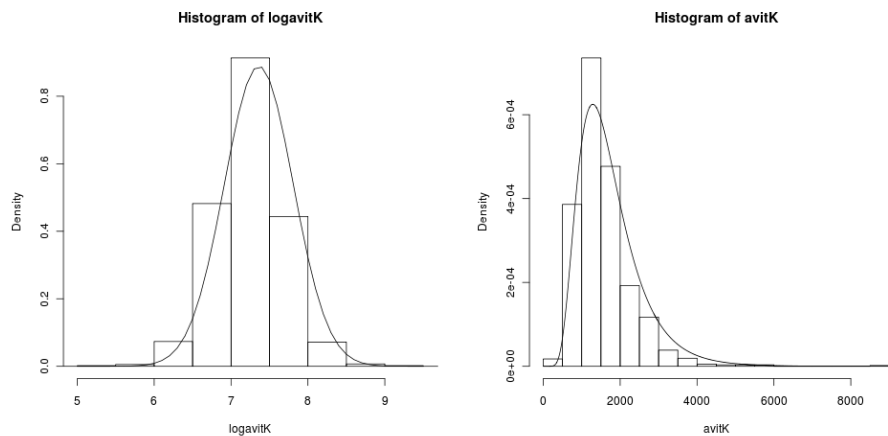 Histogram of logavitK
Density
0.0 0.2 0.4 0.6 0.8
5 6 7 8 9
logavitK
Histogram of avitK
Density
0e+00 2e-04 4e-04 6e-04
0 2000 4000 6000 8000
avitK